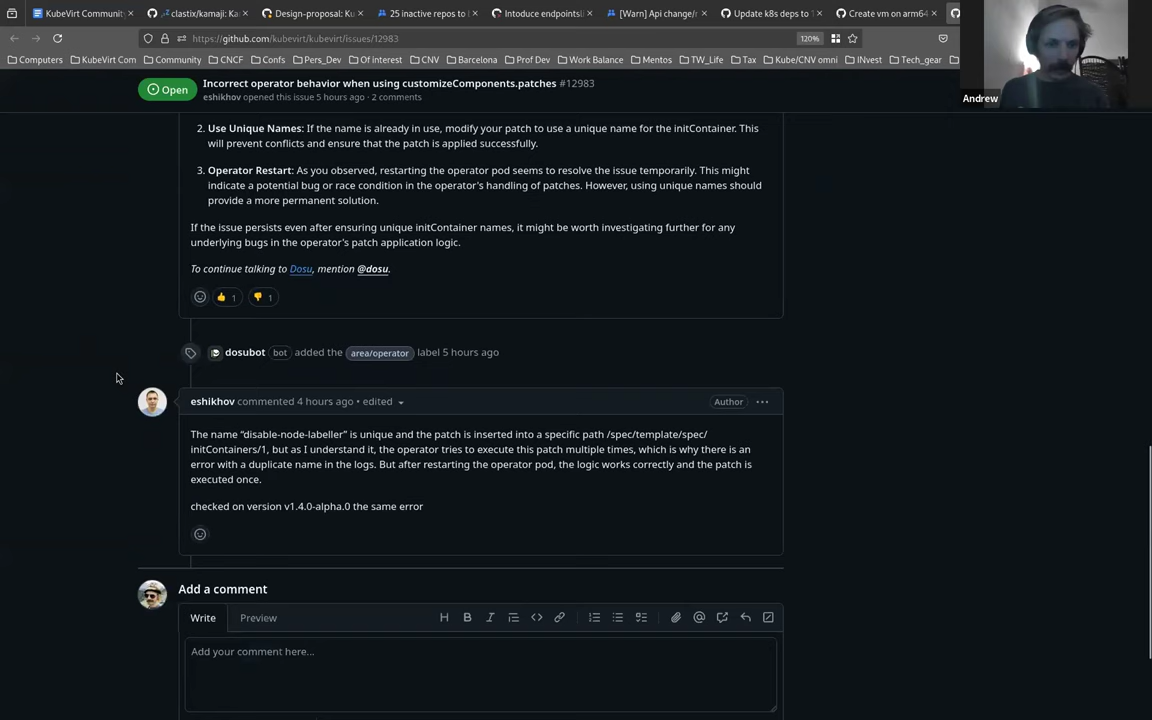 KubeVirt Community
clastix/kamaji: Ka
Design-proposal: Ku
25 inactive repos to
Intoduce endpointsli
[Warn] Api change/
Update k8s deps to 1
Create vm on arm64
https://github.com/kubevirt/kubevirt/issues/12983
120%
Computers
KubeVirt Com
Community
CNCF
Confs
Pers_Dev
Of interest
CNV
Barcelona
Prof Dev
Work Balance
Mentos
TW_Life
Tax
Kube/CNV omni
INvest
Tech_gear
Andrew
Open
Incorrect operator behavior when using customizeComponents.patches #12983
eshikhov opened this issue 5 hours ago • 2 comments
2. Use Unique Names: If the name is already in use, modify your patch to use a unique name for the initContainer. This
will prevent conflicts and ensure that the patch is applied successfully.
3. Operator Restart: As you observed, restarting the operator pod seems to resolve the issue temporarily. This might
indicate a potential bug or race condition in the operator's handling of patches. However, using unique names should
provide a more permanent solution.
If the issue persists even after ensuring unique initContainer names, it might be worth investigating further for any
underlying bugs in the operator's patch application logic.
To continue talking to Dosu, mention @dosu.
1
1
dosubot bot added the area/operator label 5 hours ago
eshikhov commented 4 hours ago • edited
Author
The name “disable-node-labeller” is unique and the patch is inserted into a specific path /spec/template/spec/
initContainers/1, but as I understand it, the operator tries to execute this patch multiple times, which is why there is an
error with a duplicate name in the logs. But after restarting the operator pod, the logic works correctly and the patch is
executed once.
checked on version v1.4.0-alpha.0 the same error
Add a comment
Write
Preview
Add your comment here...